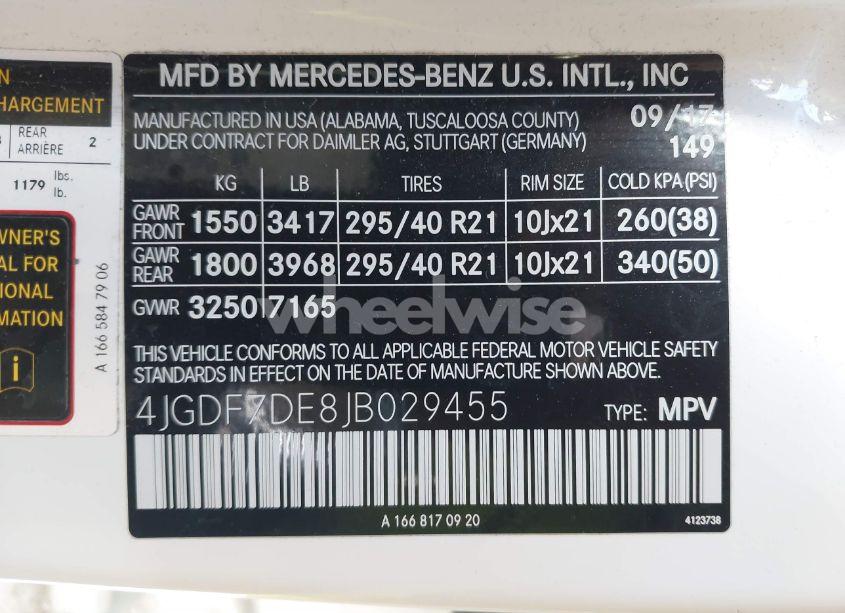 N
HARGEMENT
REAR
ARRIÈRE 2
1179 lbs.
lb.
WNER'S
AL FOR
IONAL
RMATION
i
A 166 584 79 06
MFD BY MERCEDES-BENZ U.S. INTL., INC
MANUFACTURED IN USA (ALABAMA, TUSCALOOSA COUNTY) 09/17
UNDER CONTRACT FOR DAIMLER AG, STUTTGART (GERMANY) 149
KG LB TIRES RIM SIZE COLD KPA(PSI)
GAWR FRONT 1550 3417 295/40 R21 10Jx21 260(38)
GAWR REAR 1800 3968 295/40 R21 10Jx21 340(50)
GVWR 3250 7165
wheelwise
THIS VEHICLE CONFORMS TO ALL APPLICABLE FEDERAL MOTOR VEHICLE SAFETY
STANDARDS IN EFFECT ON THE DATE OF MANUFACTURE SHOWN ABOVE.
4JGDF7DE8JB029455 TYPE: MPV
A 166 817 09 20
4123738